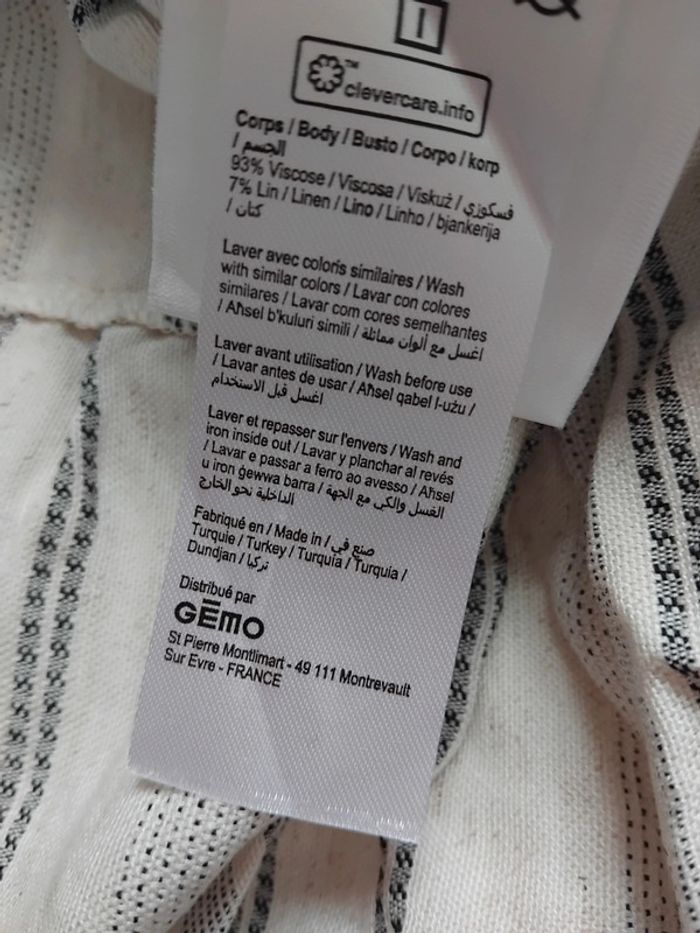 clevercare.info
Corps / Body / Busto / Corpo / korp
/ الجسم
93% Viscose / Viscosa / Viskuż / فسكوزي
7% Lin / Linen / Lino / Linho / bjankerija
/ كتان
Laver avec coloris similaires / Wash
with similar colors / Lavar con colores
similares / Lavar com cores semelhantes
/ Aħsel b'kuluri simili / اغسل مع ألوان مماثلة
Laver avant utilisation / Wash before use
/ Lavar antes de usar / Aħsel qabel l-użu /
اغسل قبل الاستخدام
Laver et repasser sur l'envers / Wash and
iron inside out / Lavar y planchar al revés
/ Lavar e passar a ferro ao avesso / Aħsel
u iron ġewwa barra / الغسل والكي مع الجهة
الداخلية نحو الخارج
Fabriqué en / Made in / صنع في
Turquie / Turkey / Turquía / Turquia /
Dundjan / تركيا
Distribué par
GĒMO
St Pierre Montlimart - 49 111 Montrevault
Sur Evre - FRANCE